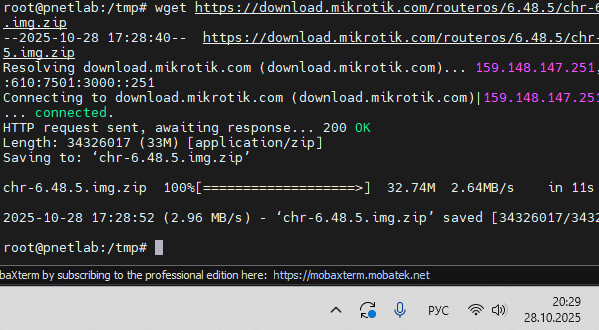 root@pnetlab:/tmp# wget https://download.mikrotik.com/routeros/6.48.5/chr-6
.img.zip
--2025-10-28 17:28:40--  https://download.mikrotik.com/routeros/6.48.5/chr-
5.img.zip
Resolving download.mikrotik.com (download.mikrotik.com)... 159.148.147.251,
:610:7501:3000::251
Connecting to download.mikrotik.com (download.mikrotik.com)|159.148.147.251
... connected.
HTTP request sent, awaiting response... 200 OK
Length: 34326017 (33M) [application/zip]
Saving to: ‘chr-6.48.5.img.zip’
chr-6.48.5.img.zip  100%[===================>]  32.74M  2.64MB/s    in 11s
2025-10-28 17:28:52 (2.96 MB/s) - ‘chr-6.48.5.img.zip’ saved [34326017/3432
root@pnetlab:/tmp#
baXterm by subscribing to the professional edition here: https://mobaxterm.mobatek.net
РУС
20:29
28.10.2025